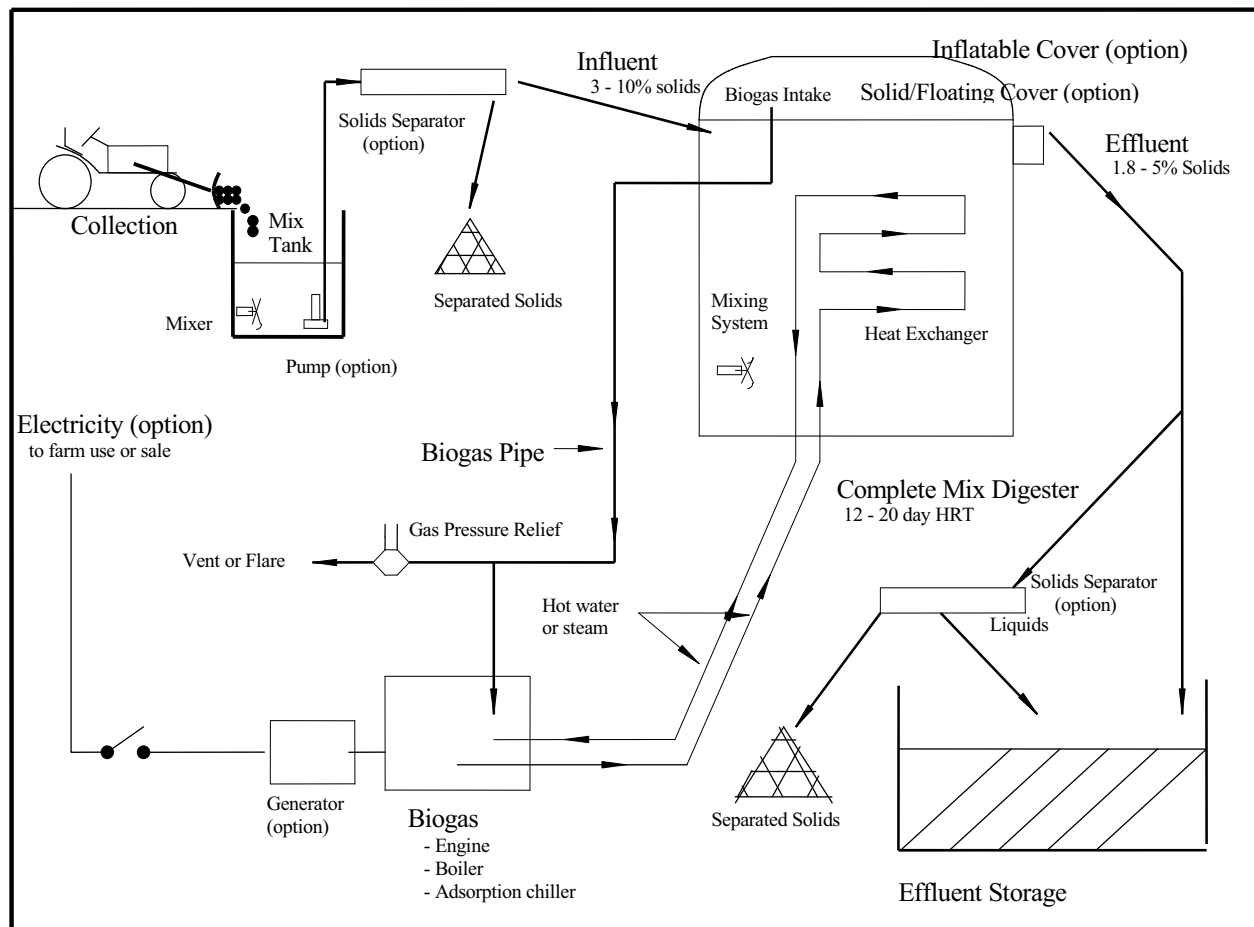 Inflatable Cover (option)
Influent
3 - 10% solids
Biogas Intake
Solid/Floating Cover (option)
Solids Separator
(option)
Effluent
1.8 - 5% Solids
Collection
Mix
Tank
Separated Solids
Mixer
Mixing
System
Heat Exchanger
Pump (option)
Electricity (option)
to farm use or sale
Biogas Pipe
Complete Mix Digester
12 - 20 day HRT
Gas Pressure Relief
Vent or Flare
Hot water
or steam
Solids Separator
(option)
Liquids
Separated Solids
Generator
(option)
Biogas
- Engine
- Boiler
- Adsorption chiller
Effluent Storage